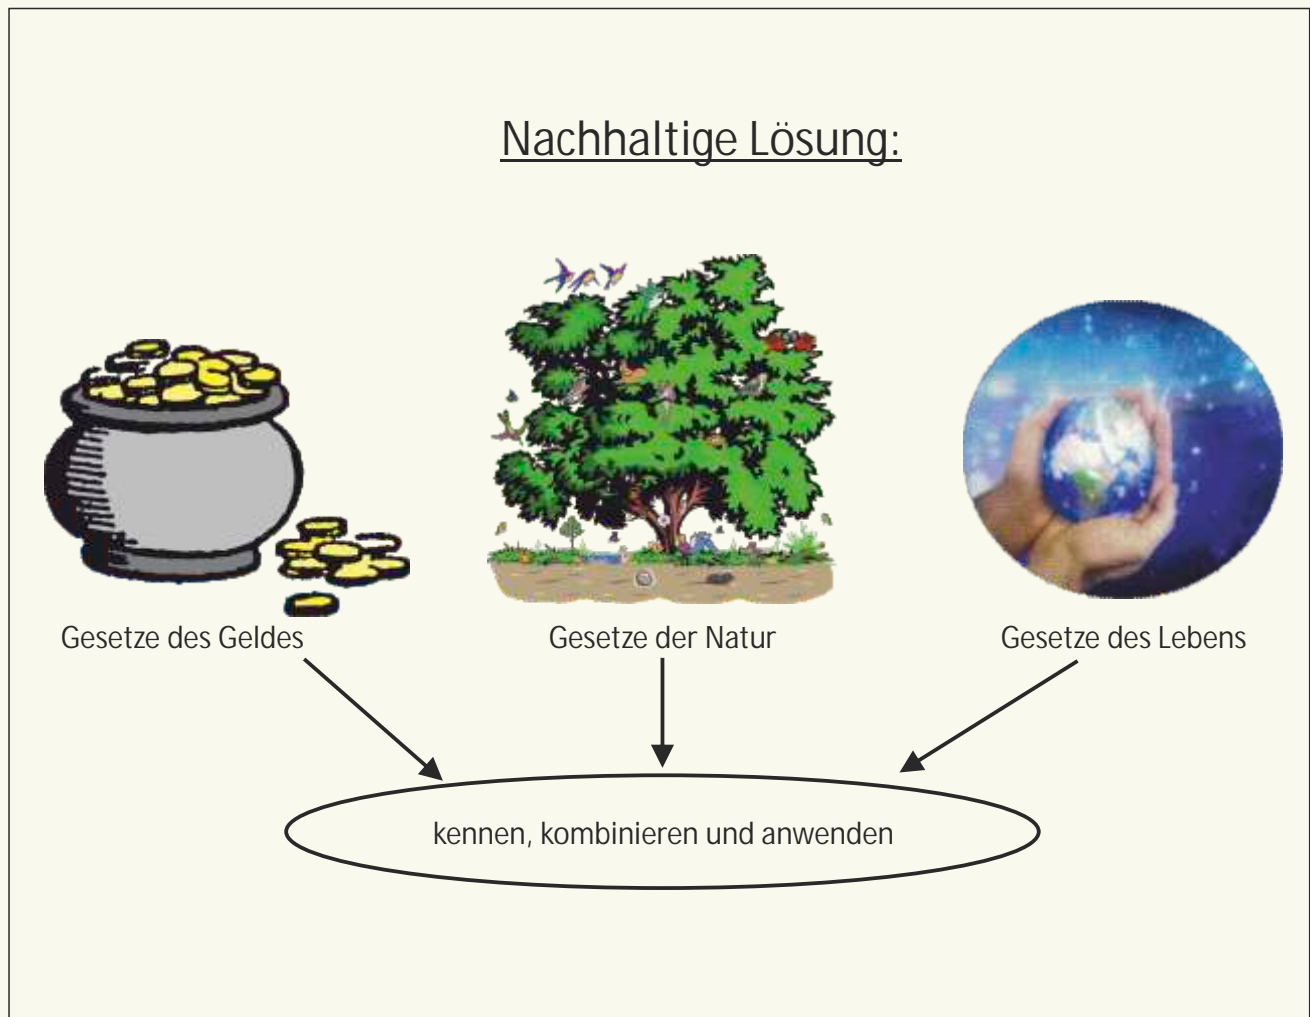 Nachhaltige Lösung:
Gesetze des Geldes
Gesetze der Natur
Gesetze des Lebens
kennen, kombinieren und anwenden